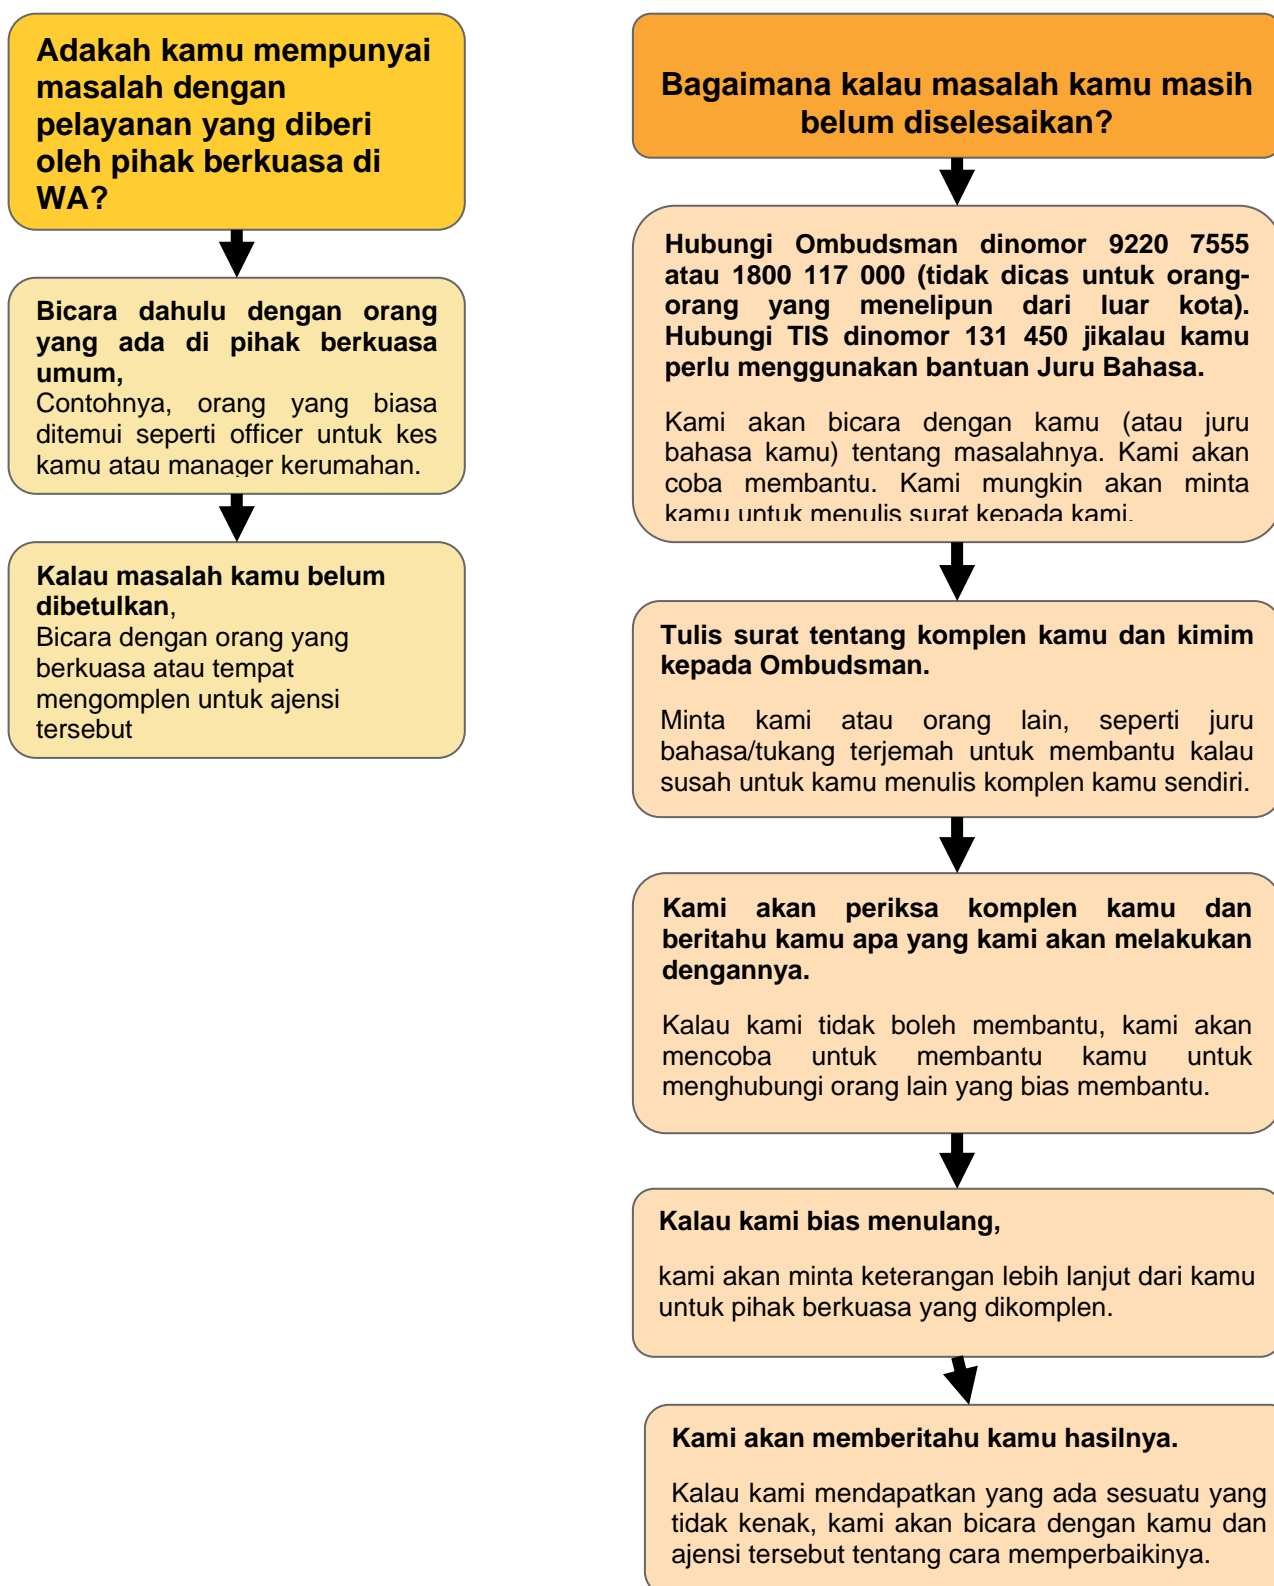 Adakah kamu mempunyai
masalah dengan
pelayanan yang diberi
oleh pihak berkuasa di
WA?
Bicara dahulu dengan orang
yang ada di pihak berkuasa
umum,
Contohnya, orang yang biasa
ditemui seperti officer untuk kes
kamu atau manager kerumahan.
Kalau masalah kamu belum
dibetulkan,
Bicara dengan orang yang
berkuasa atau tempat
mengomplen untuk ajensi
tersebut
Bagaimana kalau masalah kamu masih
belum diselesaikan?
Hubungi Ombudsman dinomor 9220 7555
atau 1800 117 000 (tidak dicas untuk orang-
orang yang menelipun dari luar kota).
Hubungi TIS dinomor 131 450 jikalau kamu
perlu menggunakan bantuan Juru Bahasa.
Kami akan bicara dengan kamu (atau juru
bahasa kamu) tentang masalahnya. Kami akan
coba membantu. Kami mungkin akan minta
kamu untuk menulis surat kepada kami.
Tulis surat tentang komplen kamu dan kimim
kepada Ombudsman.
Minta kami atau orang lain, seperti juru
bahasa/tukang terjemah untuk membantu kalau
susah untuk kamu menulis komplen kamu sendiri.
Kami akan periksa komplen kamu dan
beritahu kamu apa yang kami akan melakukan
dengannya.
Kalau kami tidak boleh membantu, kami akan
mencoba untuk membantu kamu untuk
menghubungi orang lain yang bias membantu.
Kalau kami bias menulang,
kami akan minta keterangan lebih lanjut dari kamu
untuk pihak berkuasa yang dikomplen.
Kami akan memberitahu kamu hasilnya.
Kalau kami mendapatkan yang ada sesuatu yang
tidak kenak, kami akan bicara dengan kamu dan
ajensi tersebut tentang cara memperbaikinya.